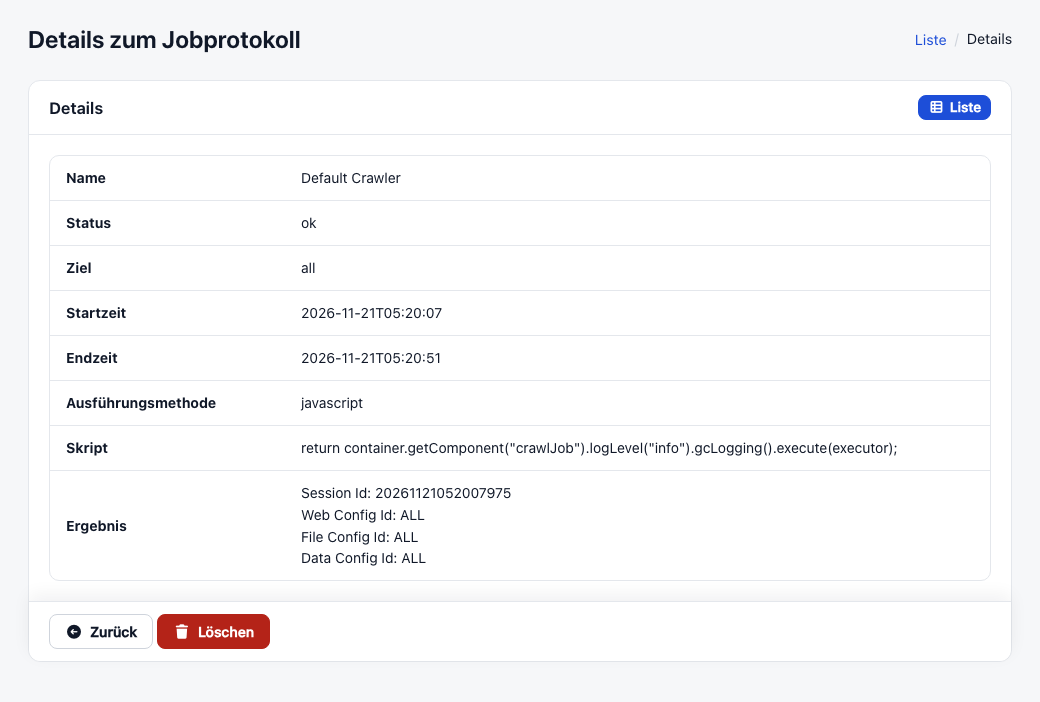 Details zum Jobprotokoll
Liste / Details
Details
Liste
Name Default Crawler
Status ok
Ziel all
Startzeit 2026-11-21T05:20:07
Endzeit 2026-11-21T05:20:51
Ausführungsmethode javascript
Skript return container.getComponent("crawlJob").logLevel("info").gcLogging().execute(executor);
Ergebnis
Session Id: 20261121052007975
Web Config Id: ALL
File Config Id: ALL
Data Config Id: ALL
Zurück
Löschen